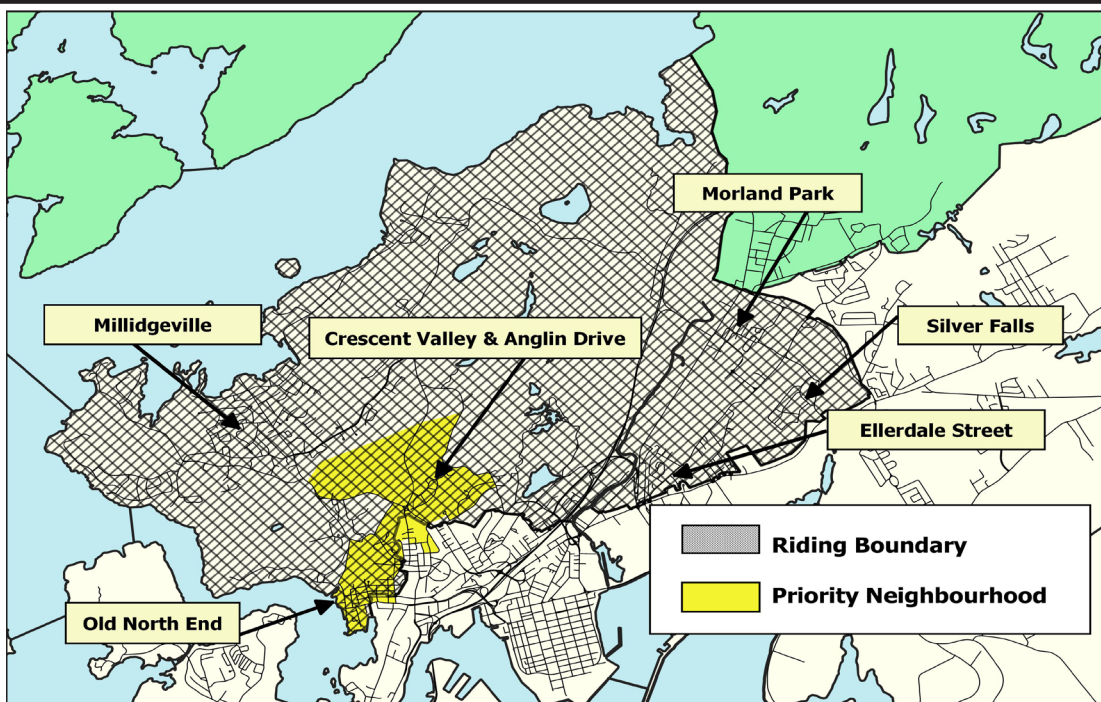 Morland Park
Millidgeville
Crescent Valley & Anglin Drive
Silver Falls
Ellerdale Street
Riding Boundary
Priority Neighbourhood
Old North End